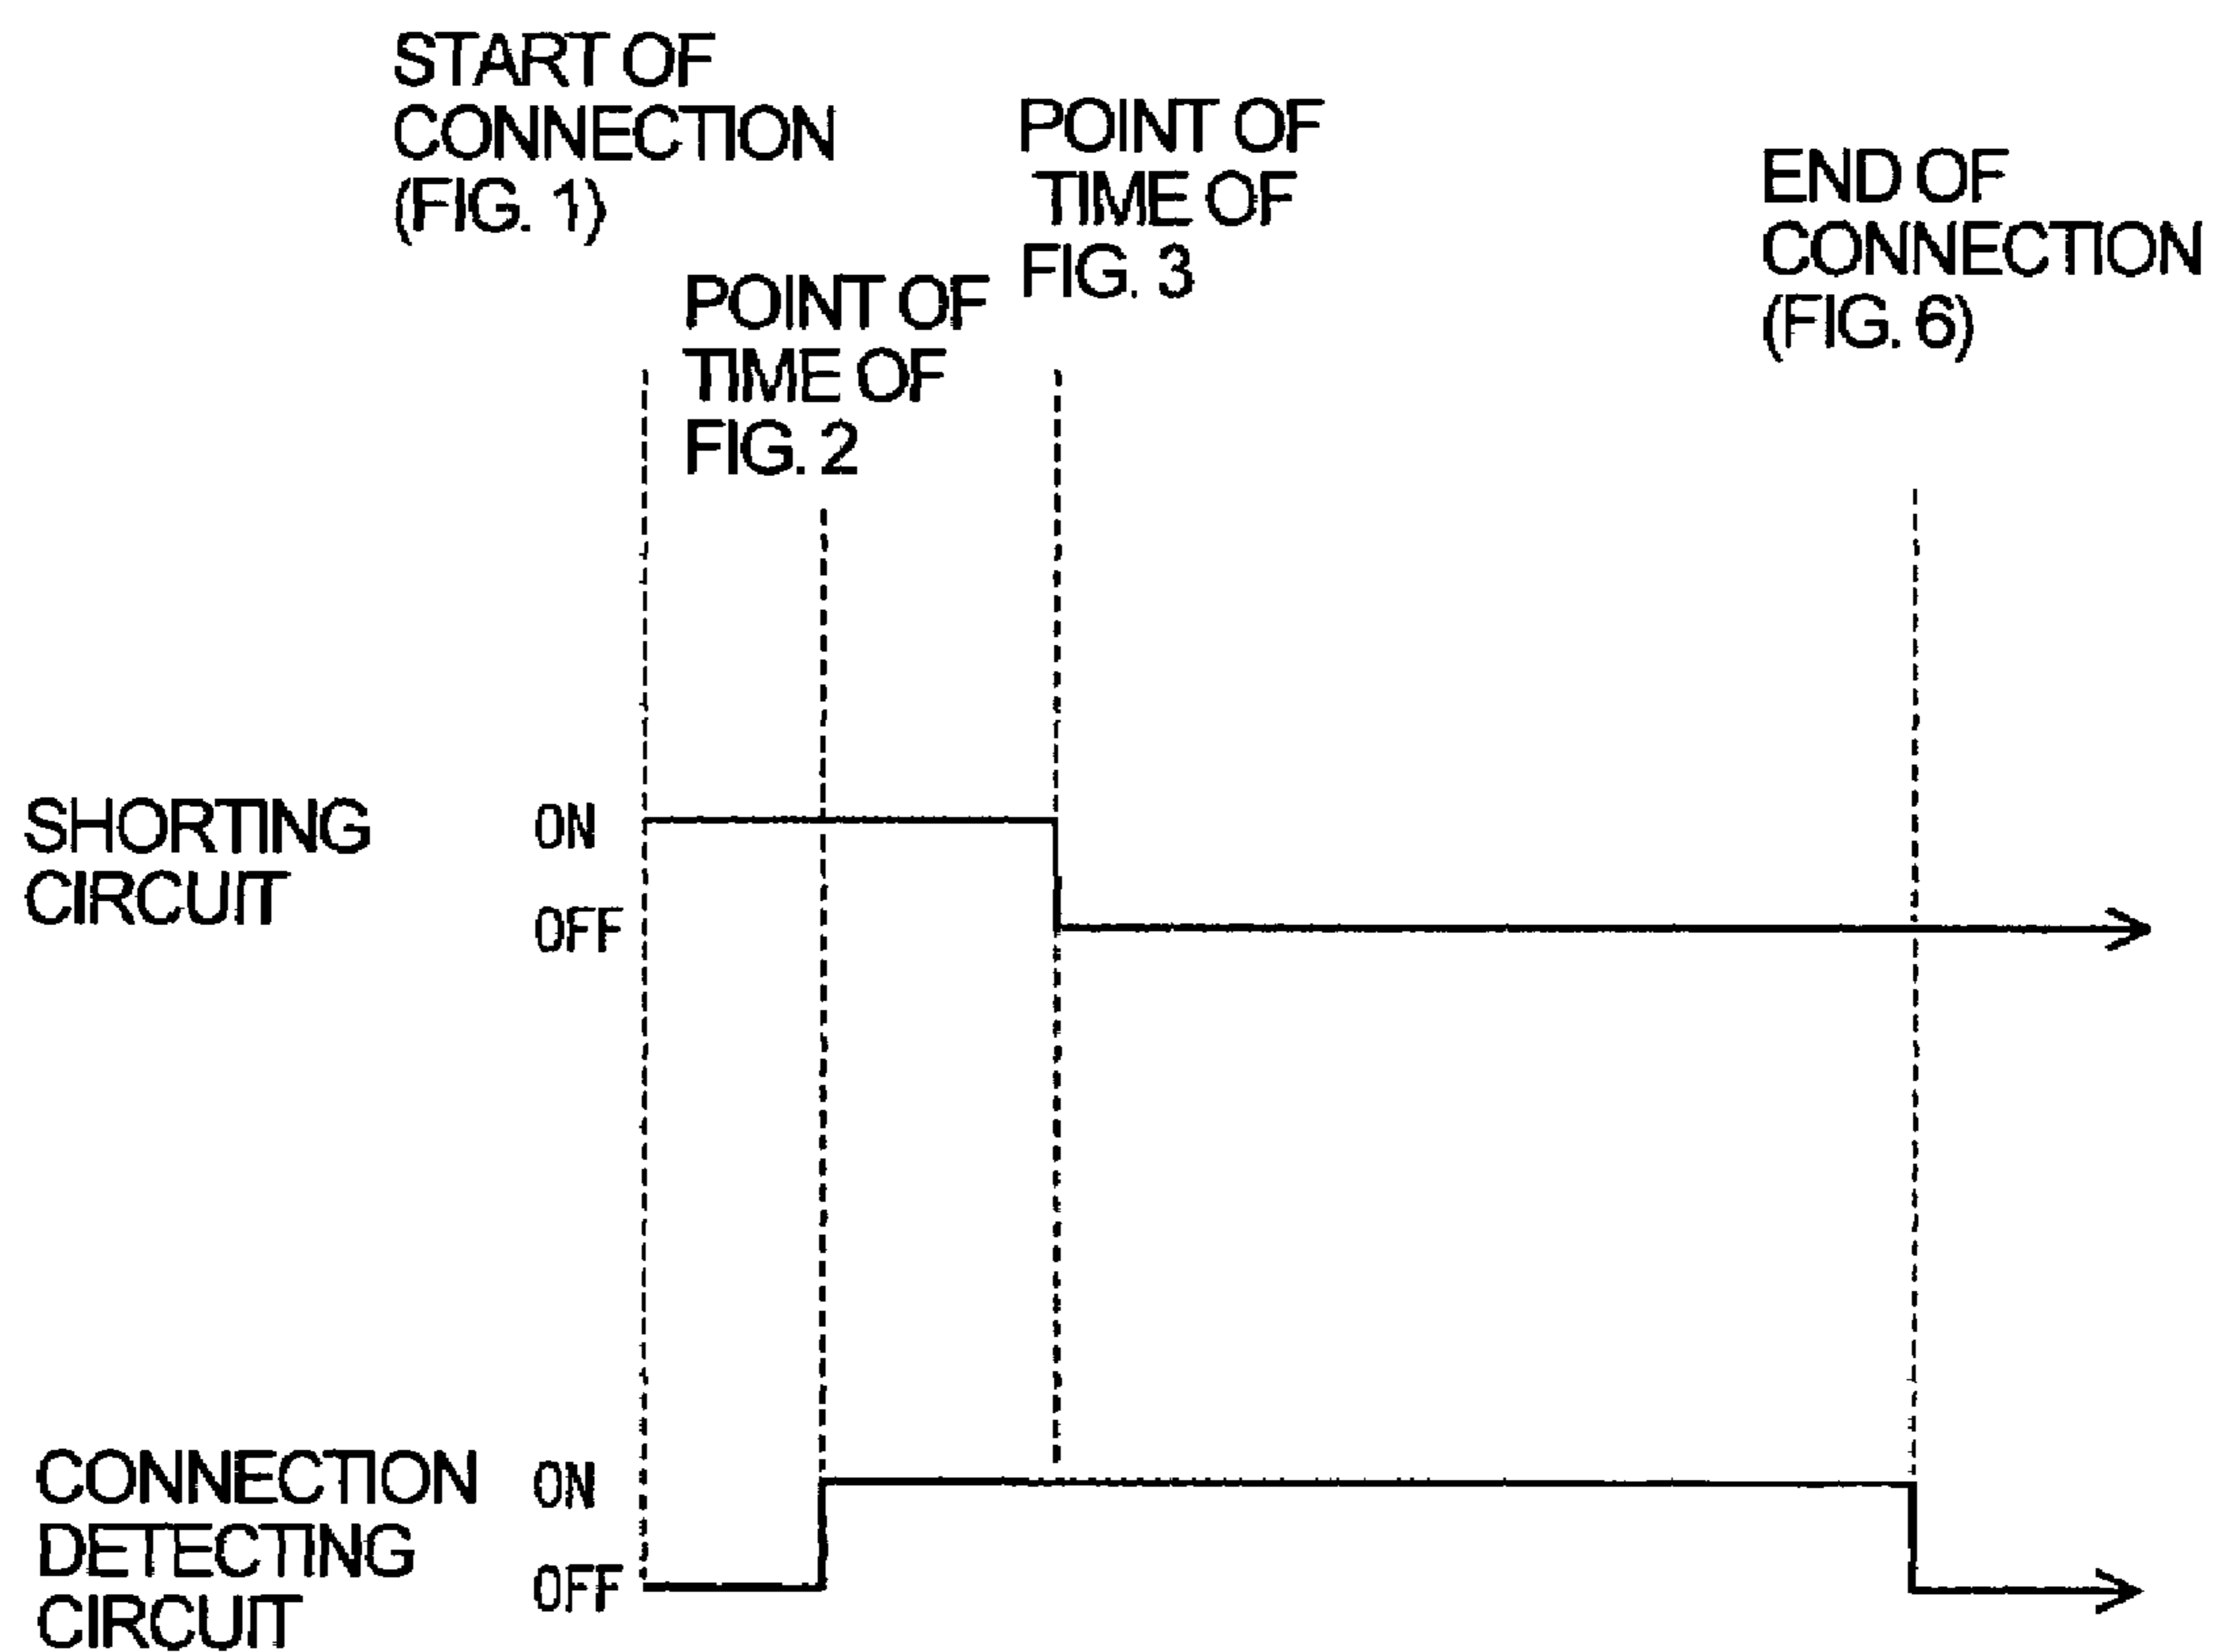 START OF
CONNECTION
(FIG. 1)
POINT OF
TIME OF
FIG. 2
POINT OF
TIME OF
FIG. 3
END OF
CONNECTION
(FIG. 6)
SHORTING
CIRCUIT
ON
OFF
CONNECTION
DETECTING
CIRCUIT
ON
OFF